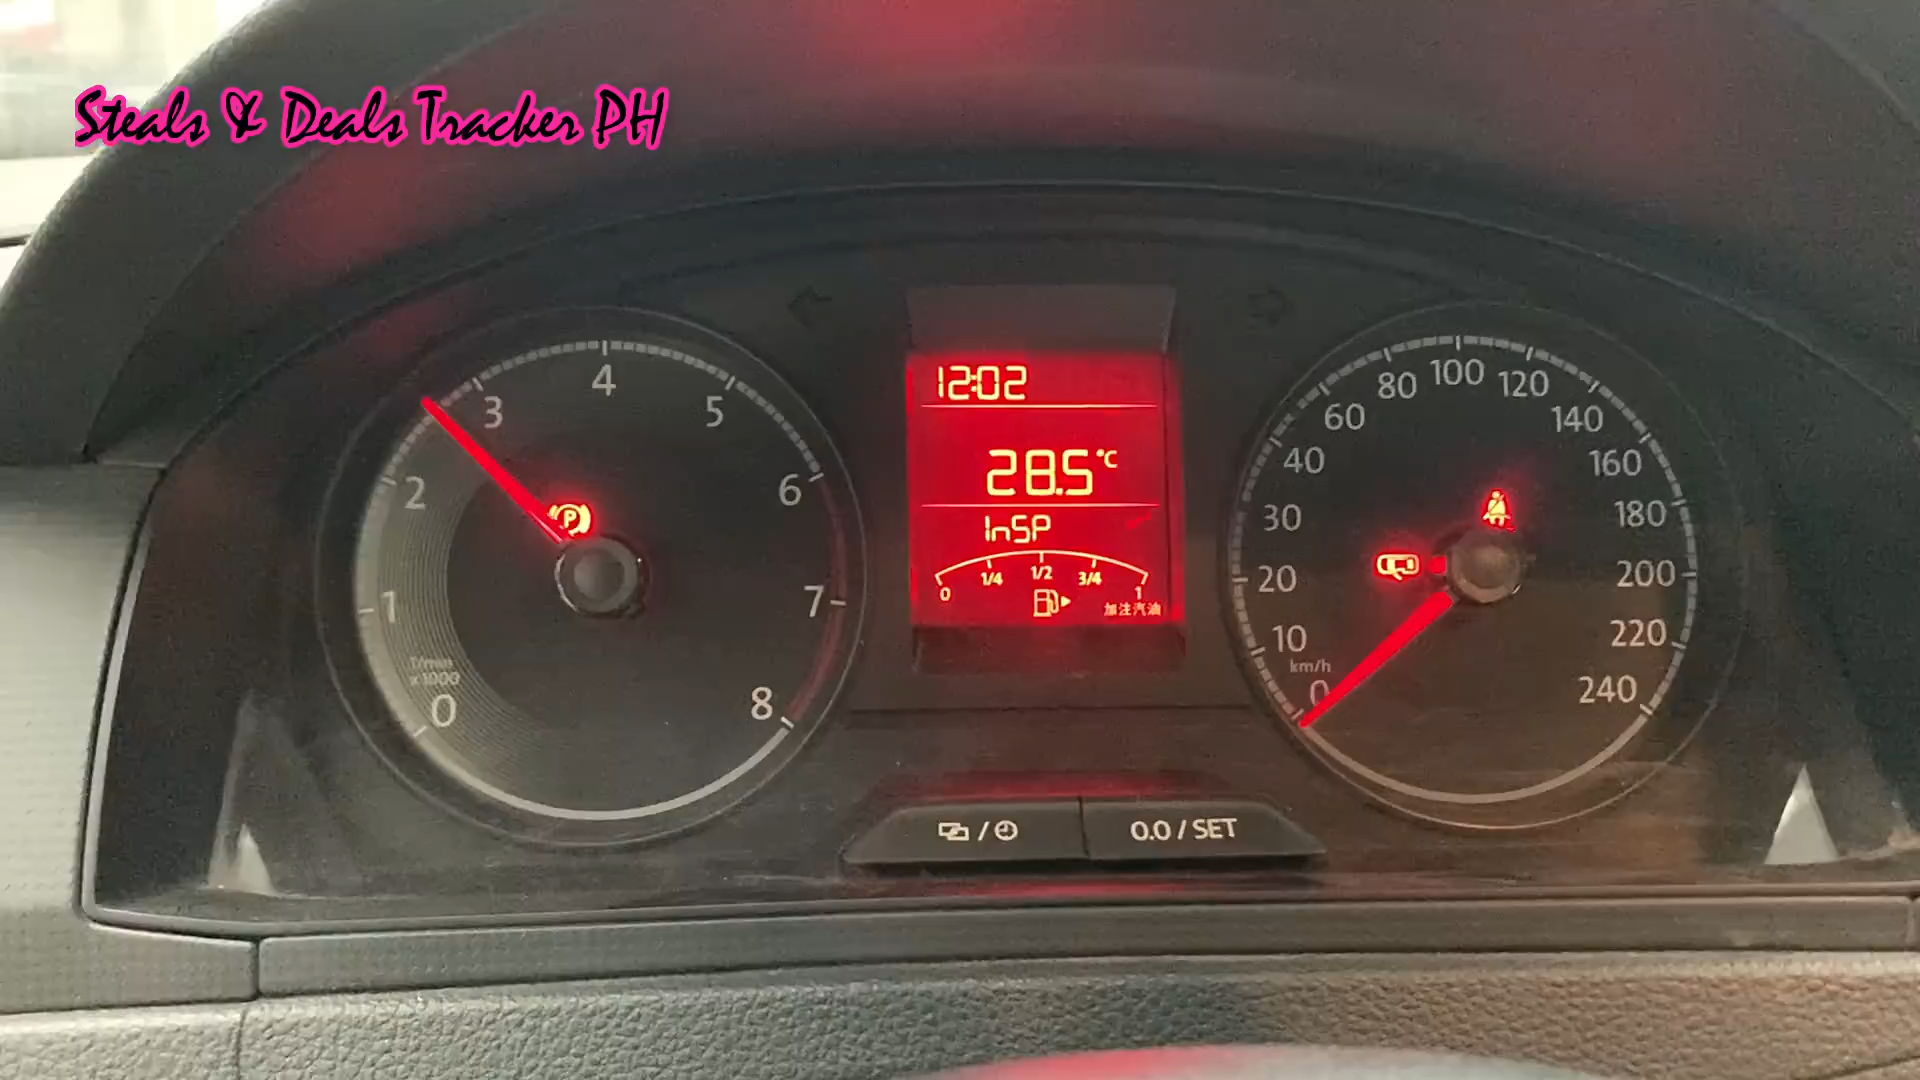 Steals & Deals Tracker PH
0
1
2
3
4
5
6
7
8
T/min
x1000
(P)
12:02
28.5°C
InSP
0 1/4 1/2 3/4 1
加注汽油
0
10
20
30
40
60
80
100
120
140
160
180
200
220
240
km/h
/
0.0 / SET